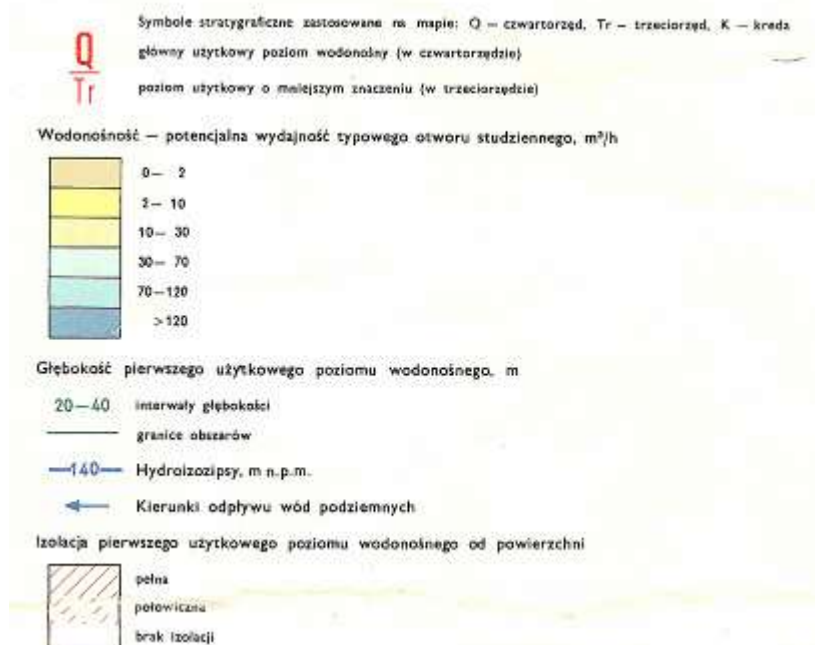 Symbole stratygraficzne zastosowane na mapie: Q – czwartorzęd, Tr – trzeciorzęd, K – kreda
Q
główny użytkowy poziom wodonośny (w czwartorzędzie)
Tr
poziom użytkowy o mniejszym znaczeniu (w trzeciorzędzie)
Wodonośność — potencjalna wydajność typowego otworu studziennego, m³/h
0— 2
2— 10
10— 30
30— 70
70—120
>120
Głębokość pierwszego użytkowego poziomu wodonośnego, m
20—40 interwały głębokości
granice obszarów
140 Hydroizozipsy, m n.p.m.
Kierunki odpływu wód podziemnych
Izolacja pierwszego użytkowego poziomu wodonośnego od powierzchni
pełna
połowiczna
brak izolacji